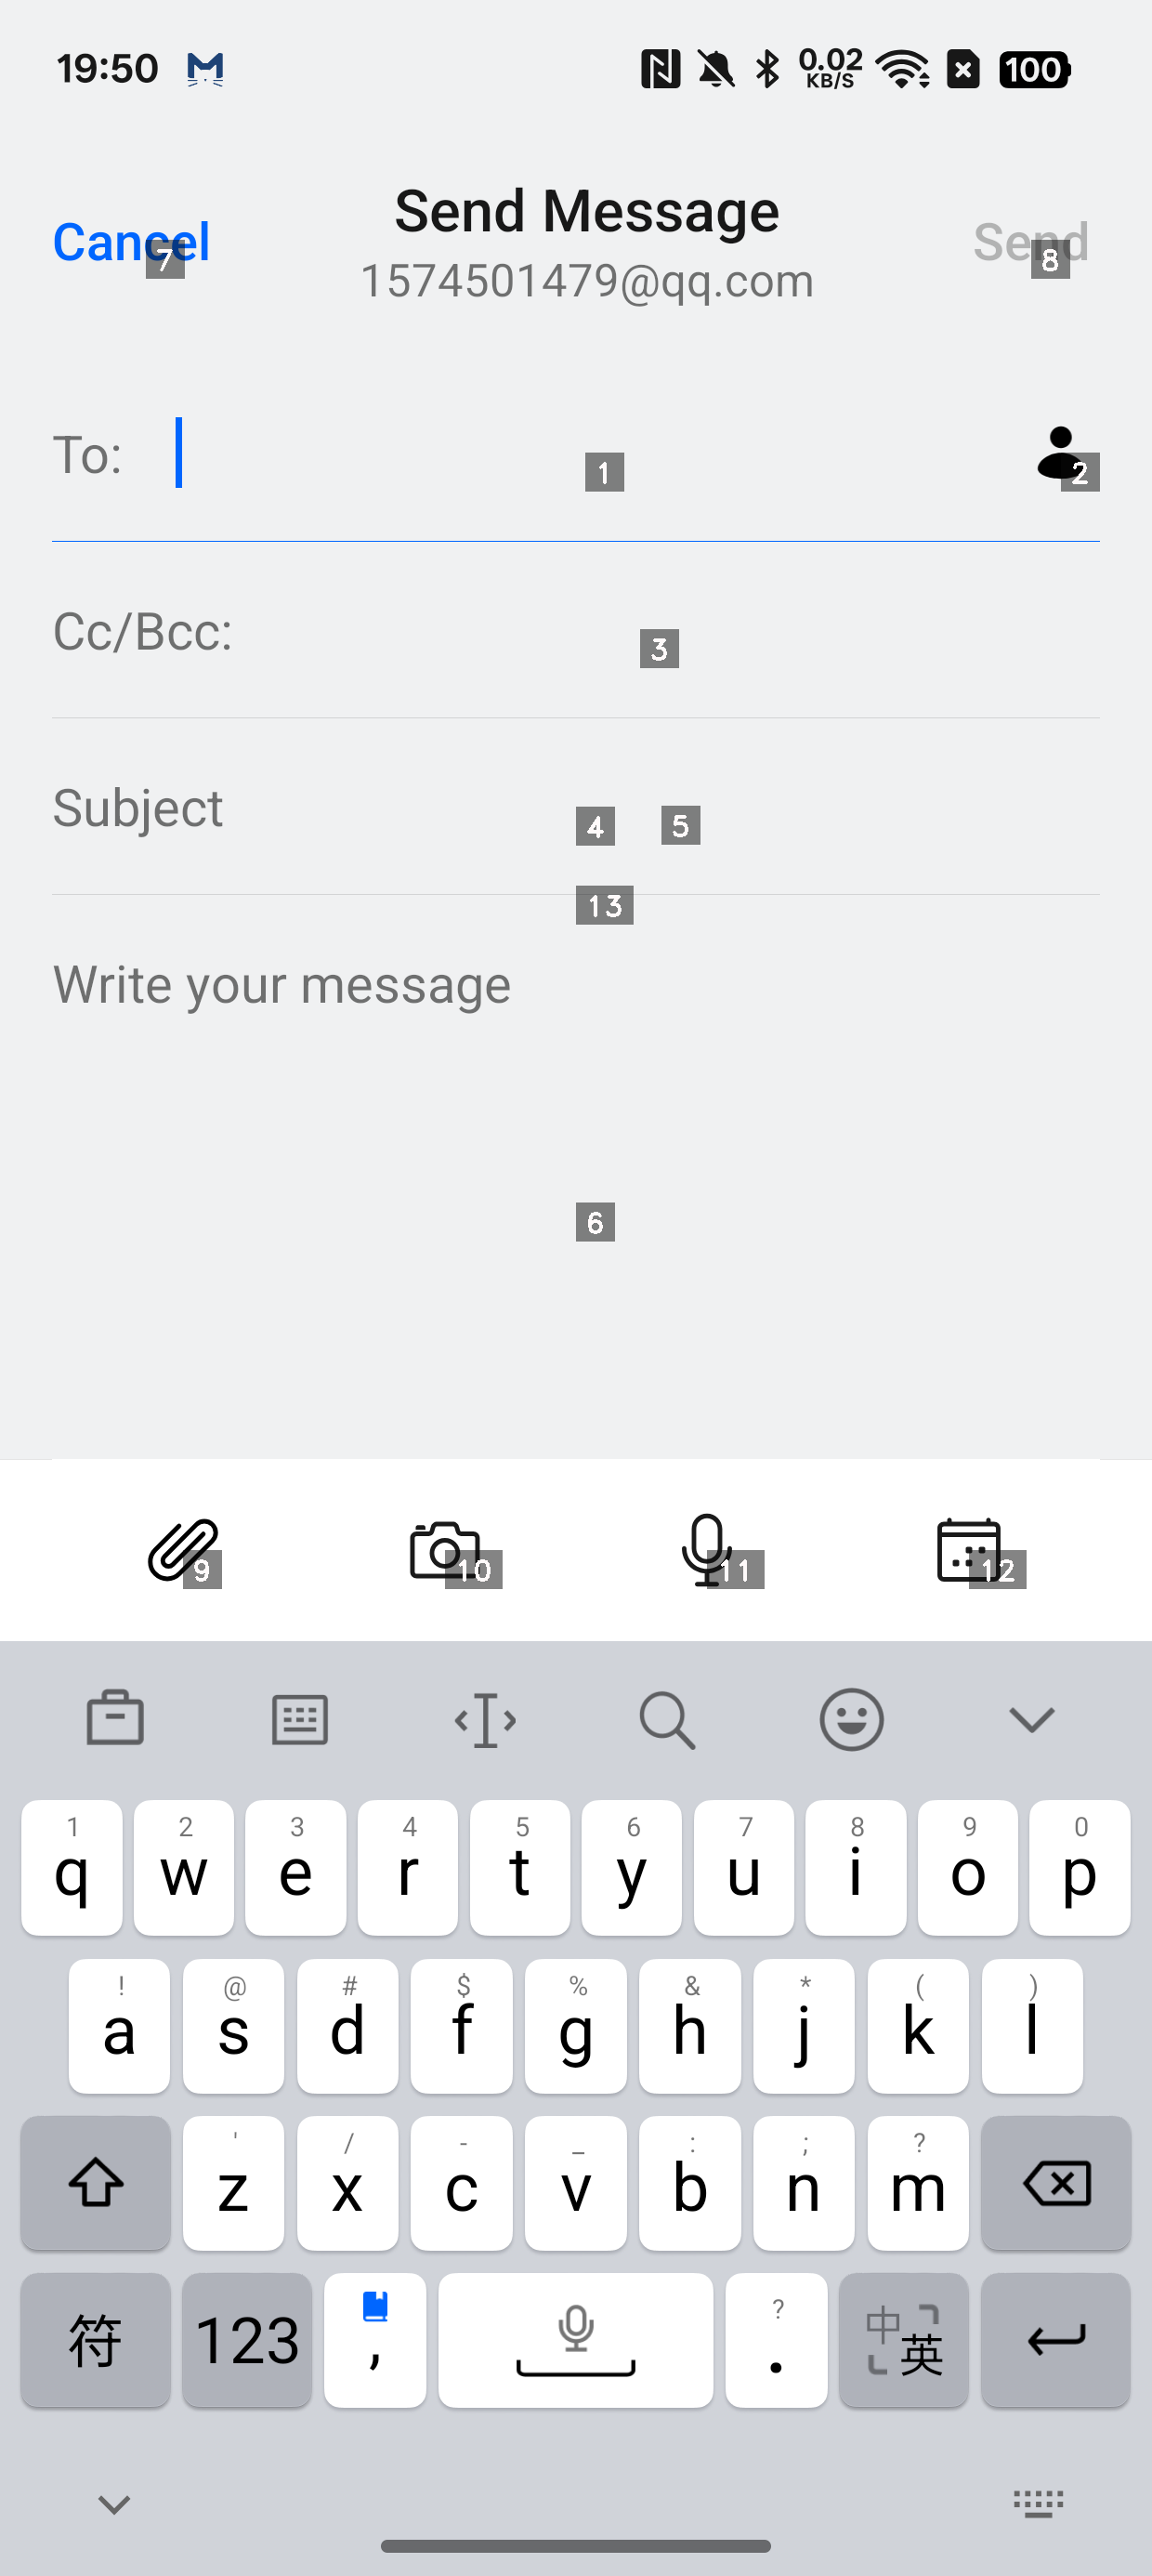 19:50 0.02 KB/S 100
Cancel Send Message Send
7 8
1574501479@qq.com
To: 1 2
Cc/Bcc: 3
Subject 4 5
13
Write your message
6
9 10 11 12
1 2 3 4 5 6 7 8 9 0
q w e r t y u i o p
! @ # $ % & * ( )
a s d f g h j k l
' / - _ : ; ?
z x c v b n m
符 123 , ? . 中 英